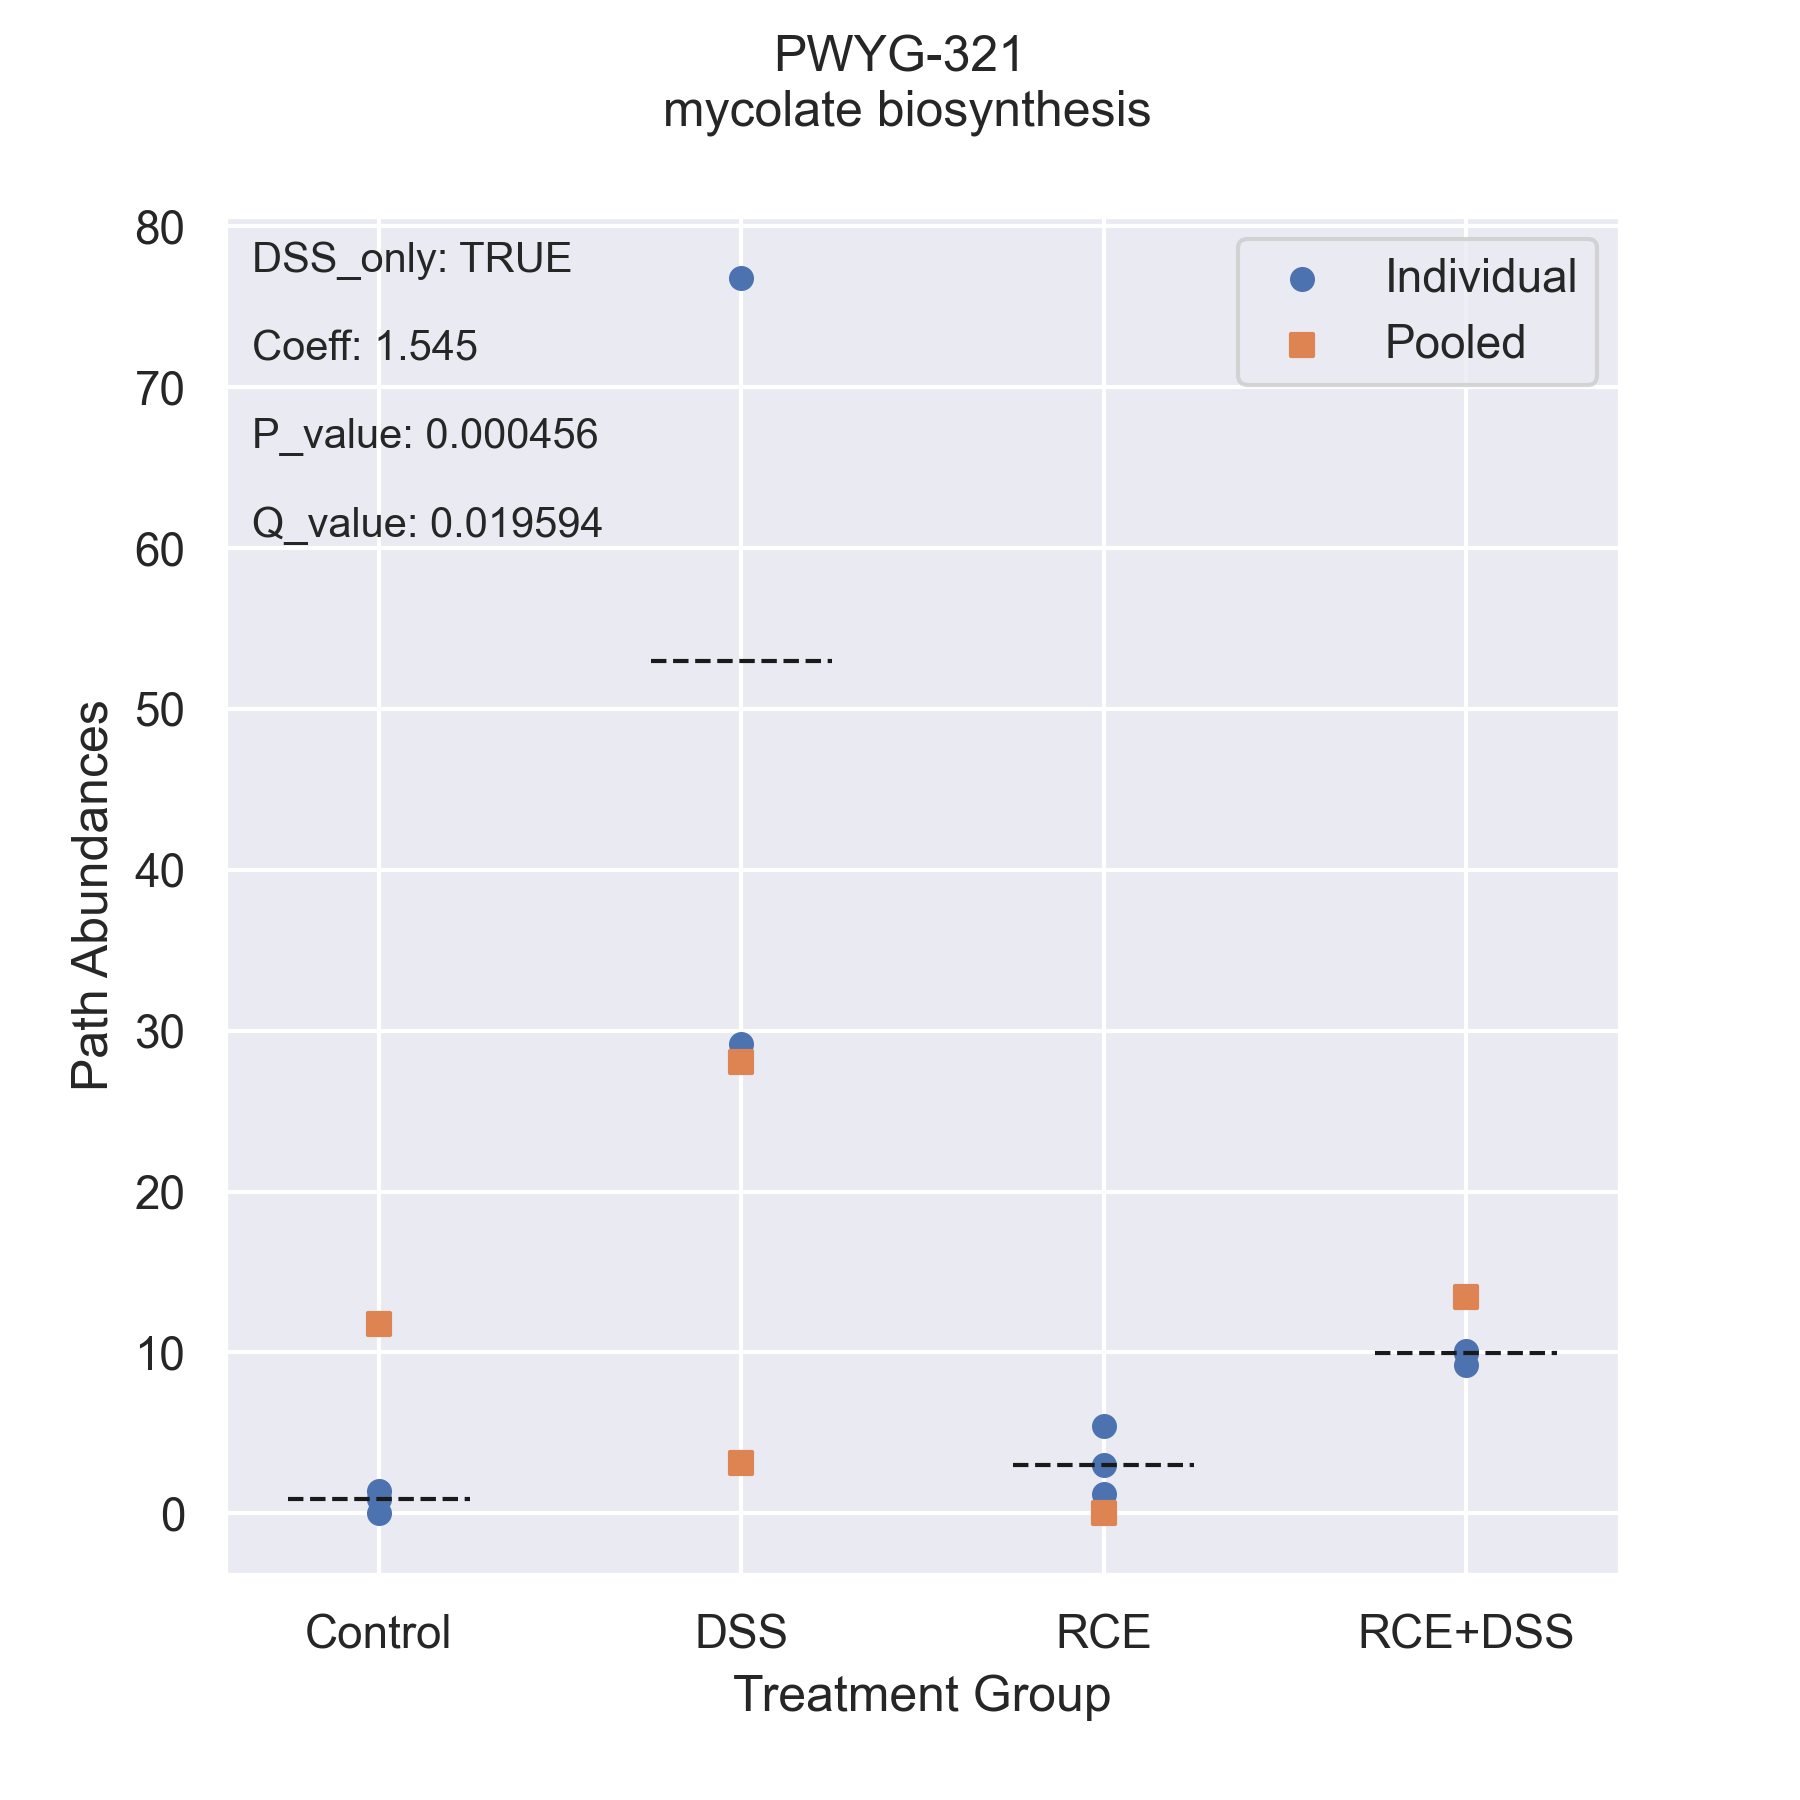 PWYG-321
mycolate biosynthesis
80
70
60
50
40
30
20
10
0
Path Abundances
DSS_only: TRUE
Coeff: 1.545
P_value: 0.000456
Q_value: 0.019594
Individual
Pooled
Control
DSS
RCE
RCE+DSS
Treatment Group